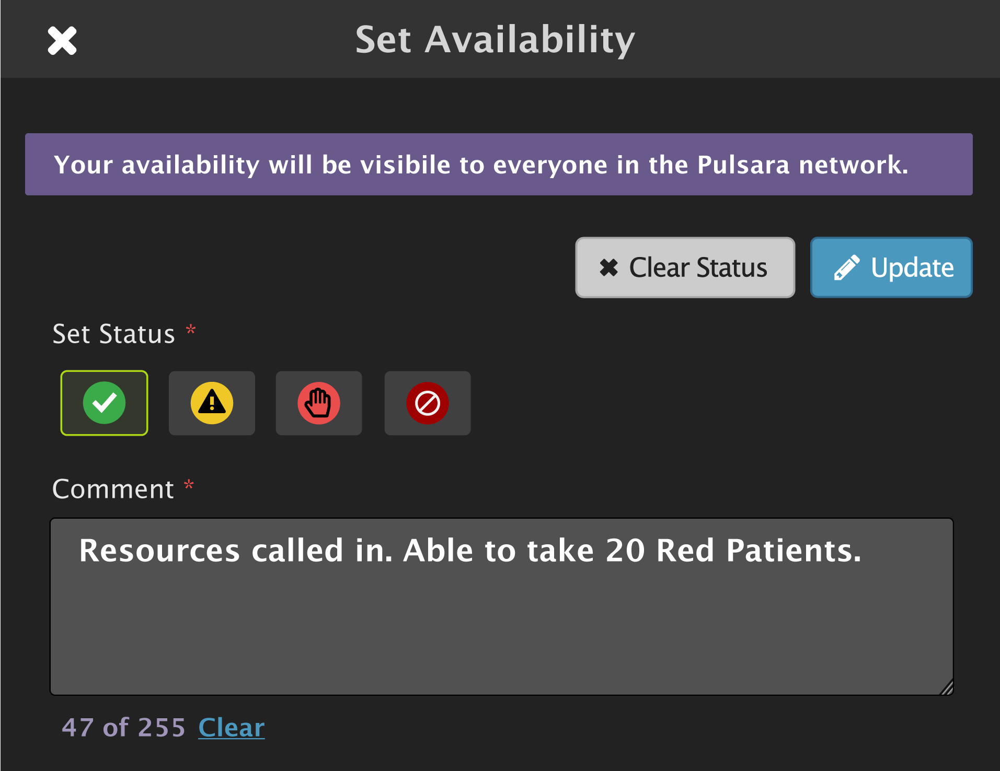 Set Availability
Your availability will be visibile to everyone in the Pulsara network.
Clear Status
Update
Set Status *
Comment *
Resources called in. Able to take 20 Red Patients.
47 of 255 Clear